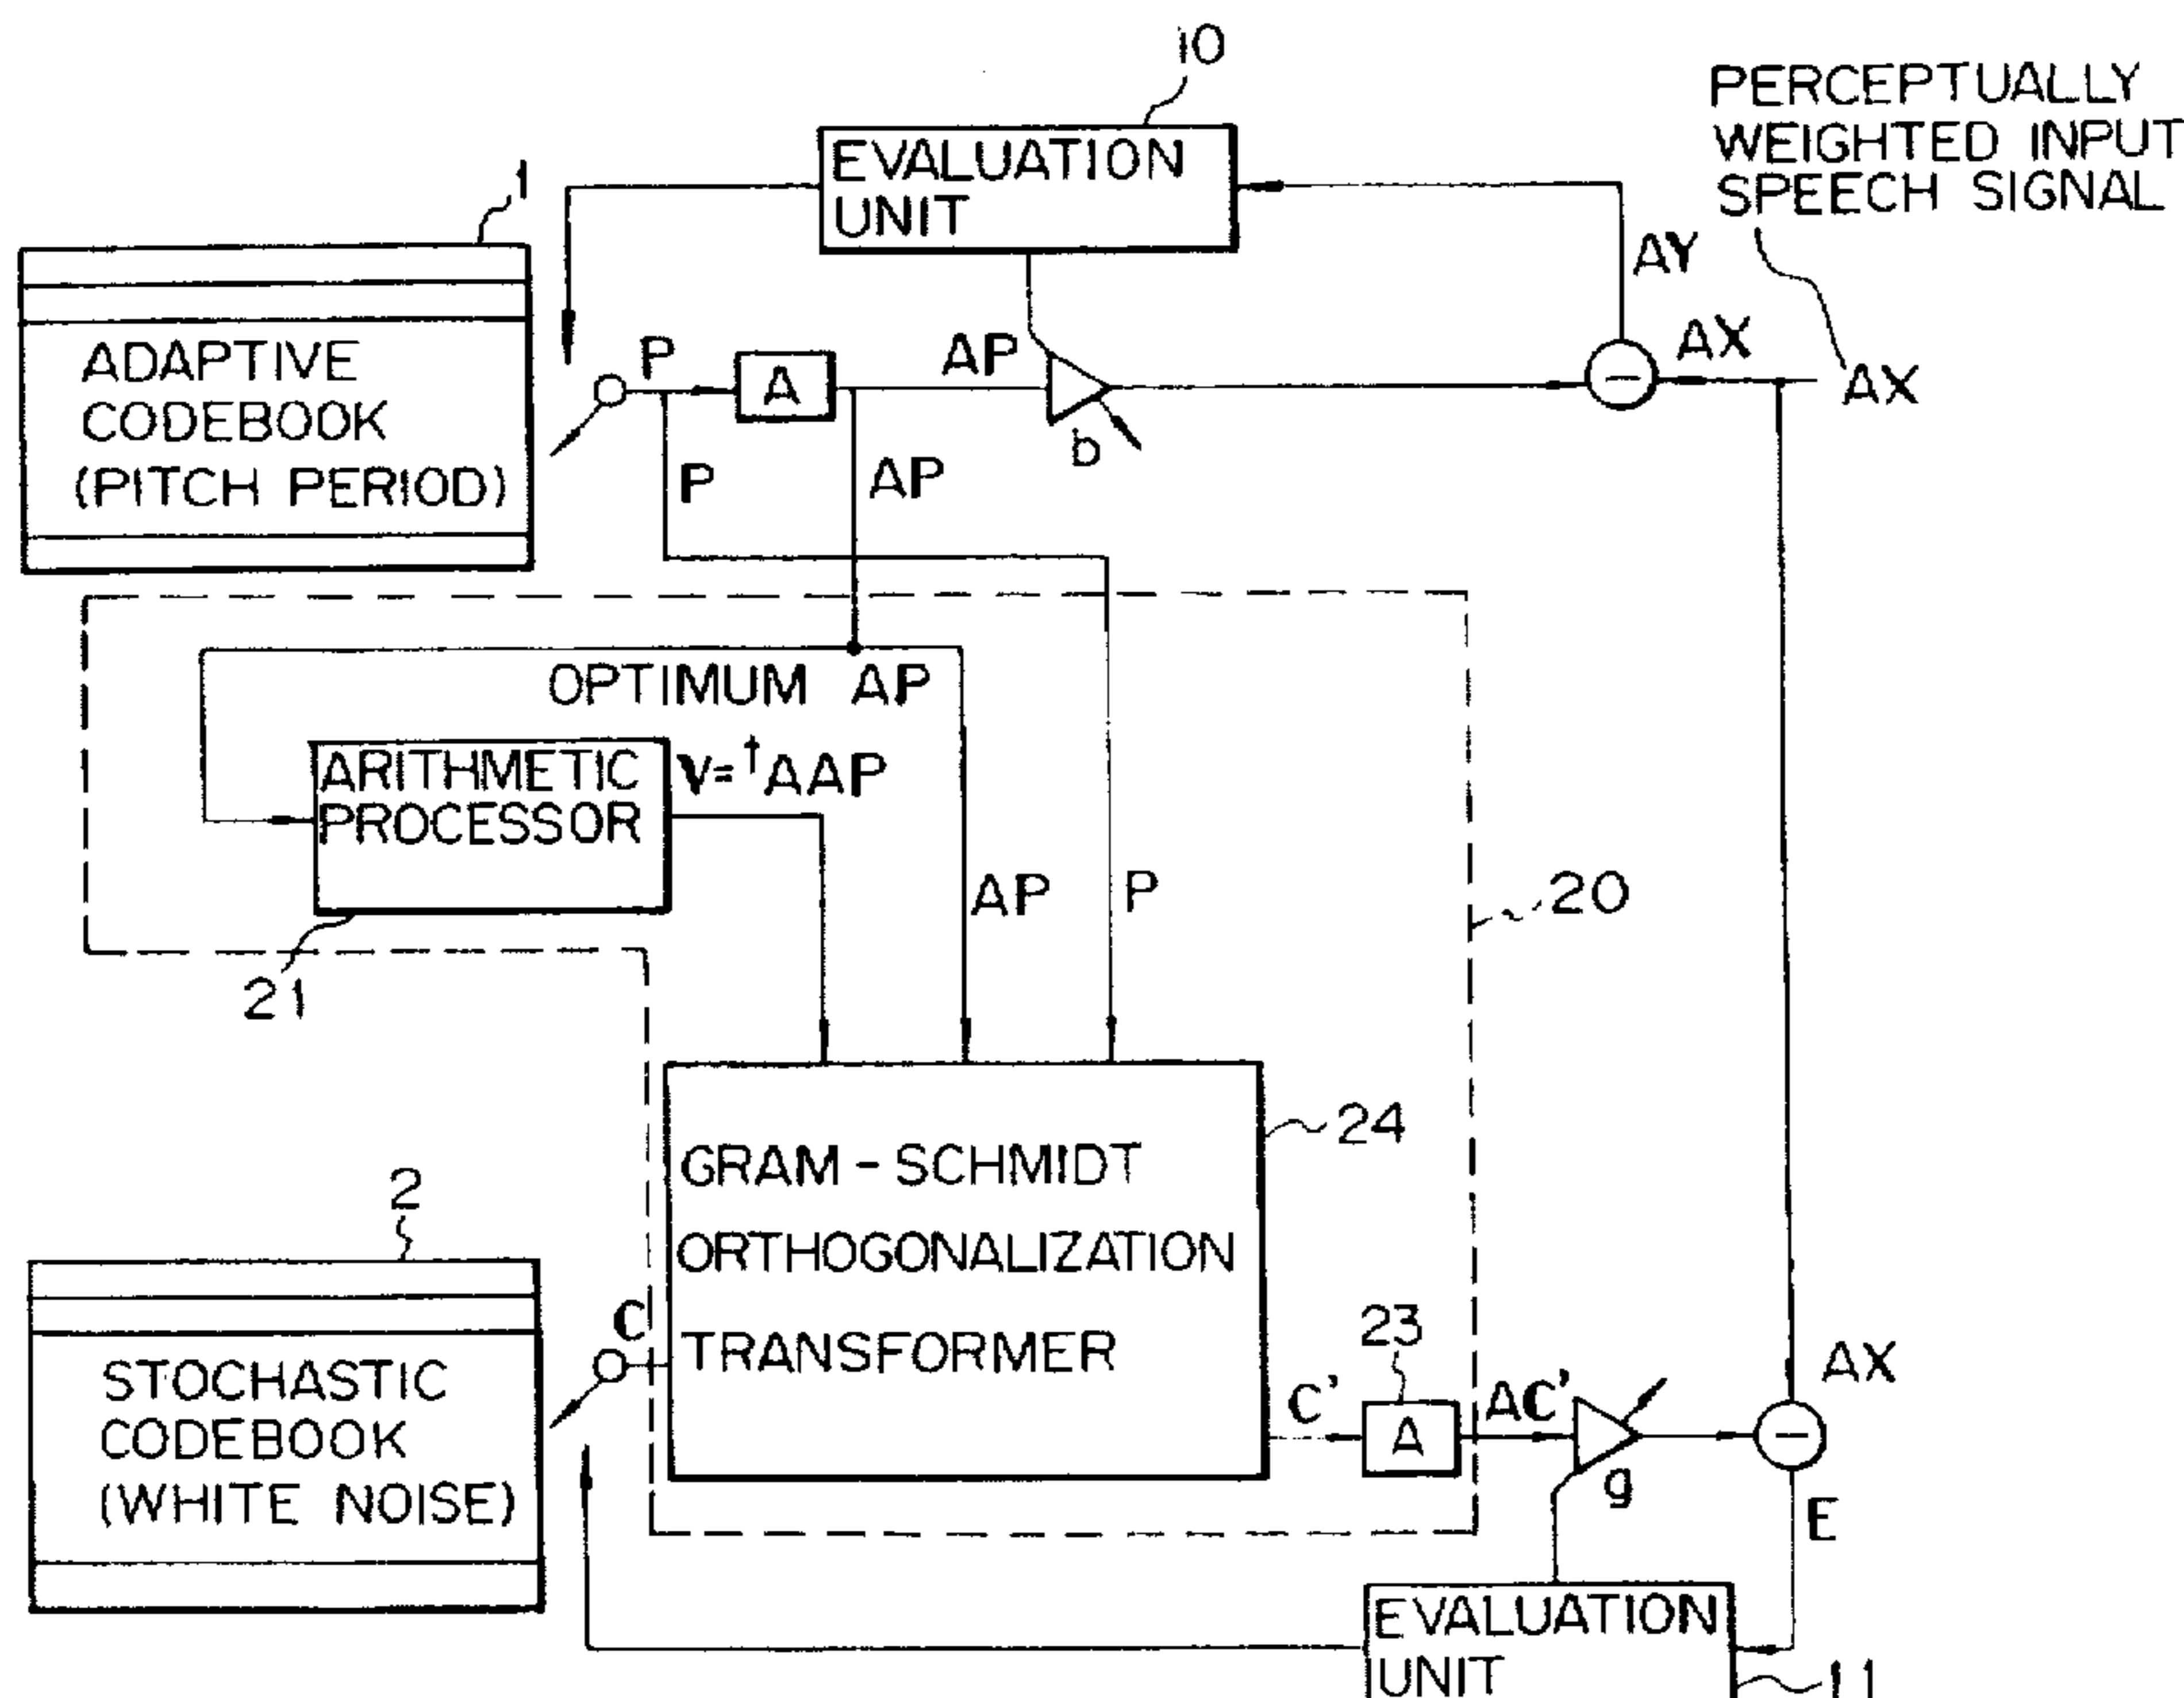 10
PERCEPTUALLY
WEIGHTED INPUT
SPEECH SIGNAL
1
EVALUATION
UNIT
AY
ADAPTIVE
CODEBOOK
(PITCH PERIOD)
P
A
AP
b
AX
AX
P
AP
OPTIMUM AP
ARITHMETIC
PROCESSOR
V=ᵗAAP
AP
P
20
21
24
GRAM-SCHMIDT
ORTHOGONALIZATION
TRANSFORMER
2
C
STOCHASTIC
CODEBOOK
(WHITE NOISE)
C'
23
A
AC'
g
AX
E
EVALUATION
UNIT
11